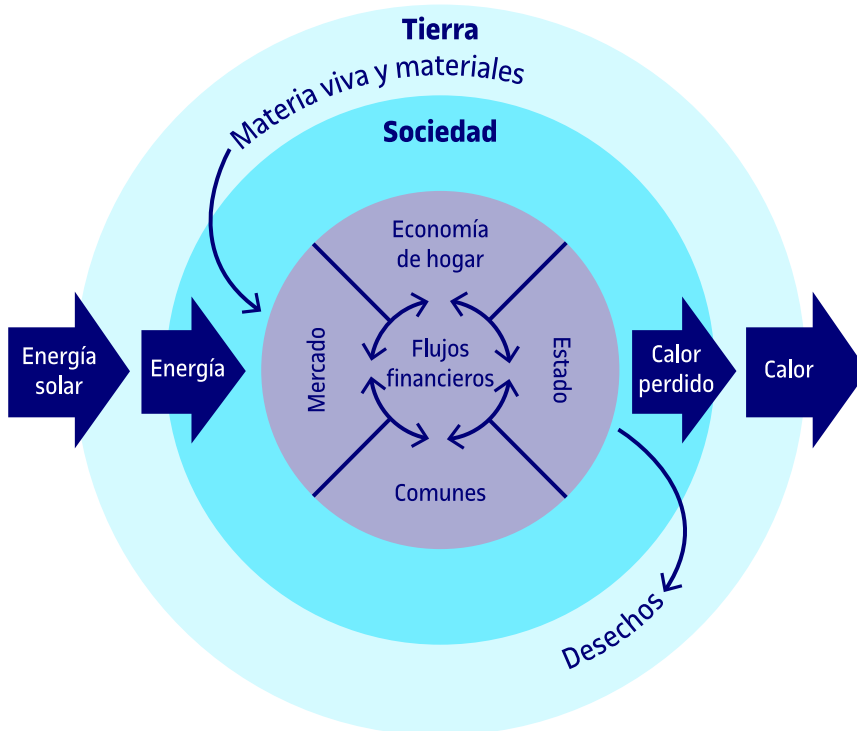 Tierra
Materia viva y materiales
Sociedad
Economía
de hogar
Energía
solar
Energía
Mercado
Flujos
financieros
Estado
Calor
perdido
Calor
Comunes
Desechos